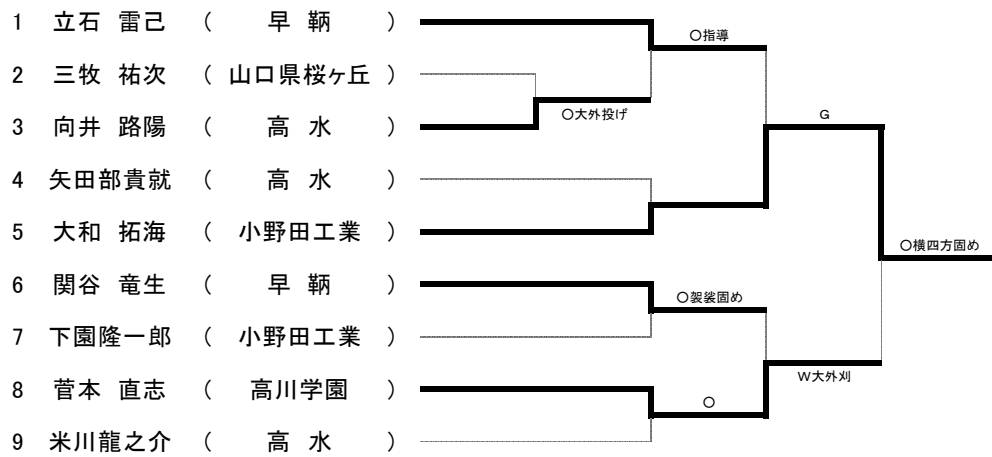 1 立石 雷己 ( 早 鞆 )
〇指導
2 三牧 祐次 ( 山口県桜ヶ丘 )
〇大外投げ
3 向井 路陽 ( 高 水 )
G
4 矢田部貴就 ( 高 水 )
5 大和 拓海 ( 小野田工業 )
〇横四方固め
6 関谷 竜生 ( 早 鞆 )
〇袈裟固め
7 下園隆一郎 ( 小野田工業 )
W大外刈
8 菅本 直志 ( 高川学園 )
〇
9 米川龍之介 ( 高 水 )